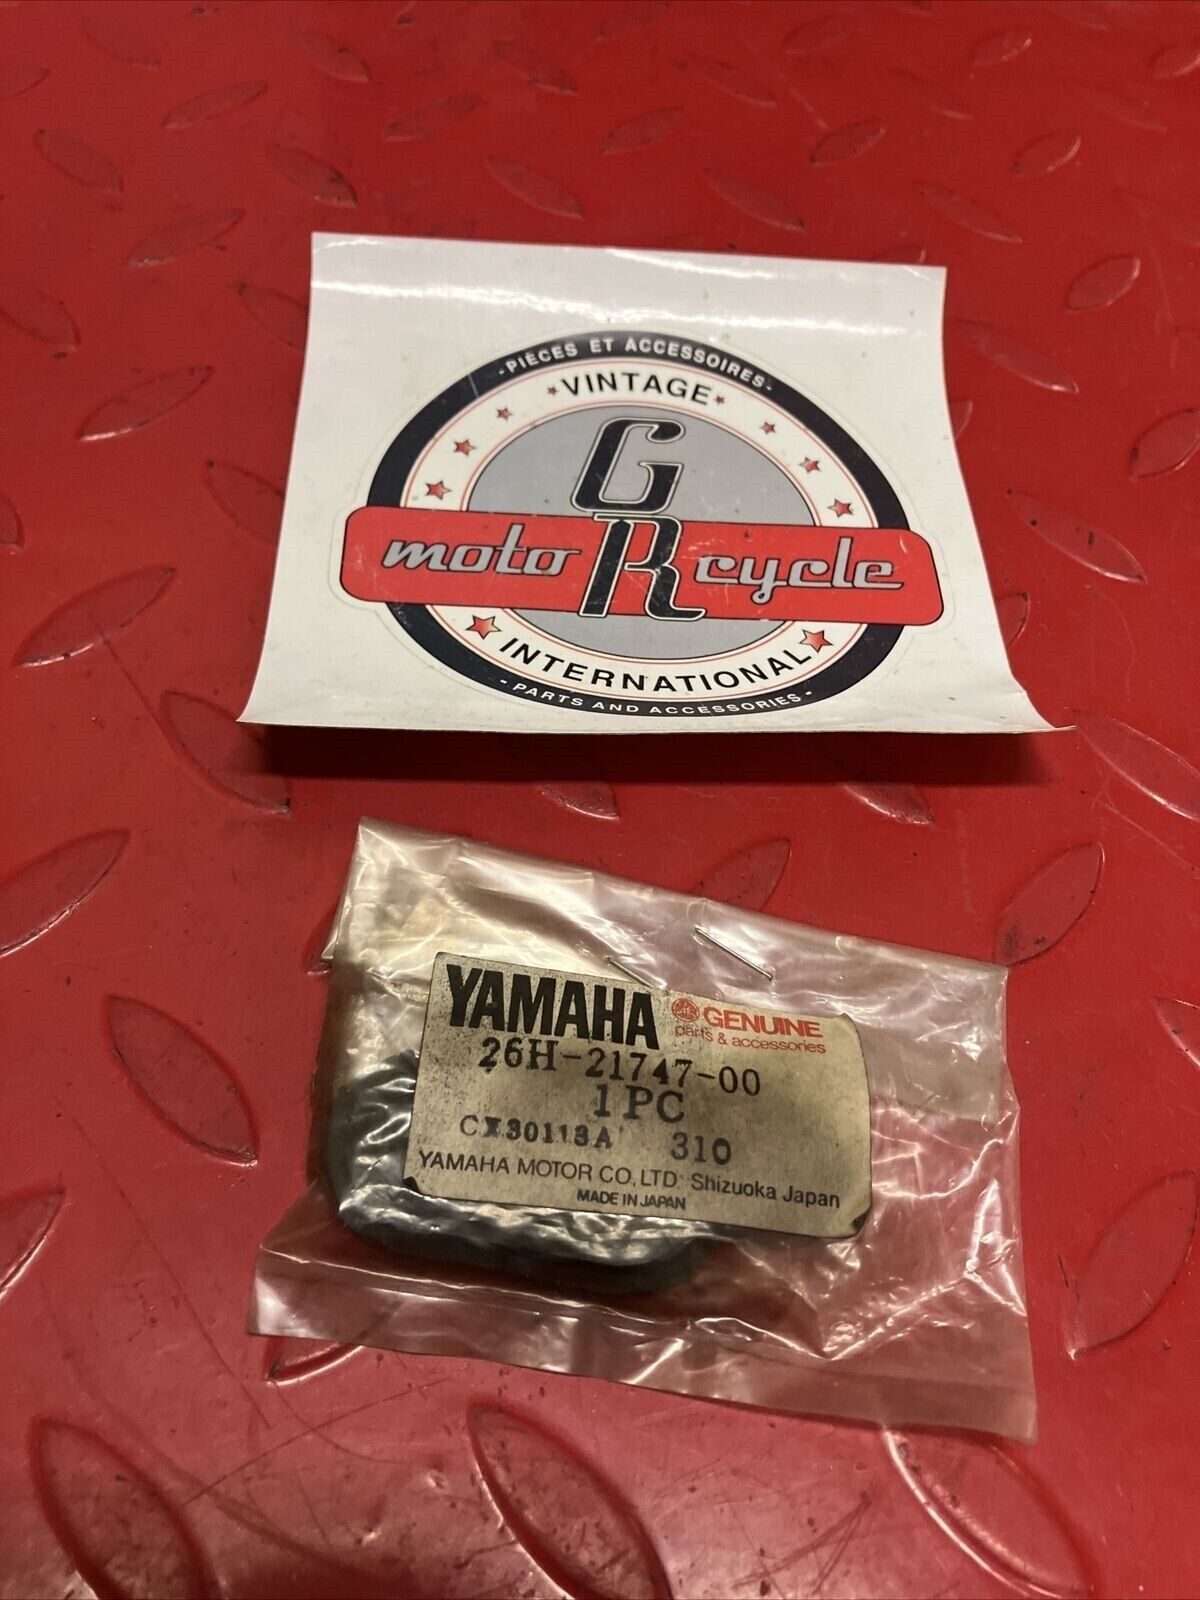 -PIÈCES ET ACCESSOIRES-
VINTAGE
G
moto R cycle
INTERNATIONAL
-PARTS AND ACCESSORIES-
YAMAHA GENUINE
parts & accessories
26H-21747-00
1PC
310
YAMAHA MOTOR CO., LTD. Shizuoka Japan
MADE IN JAPAN